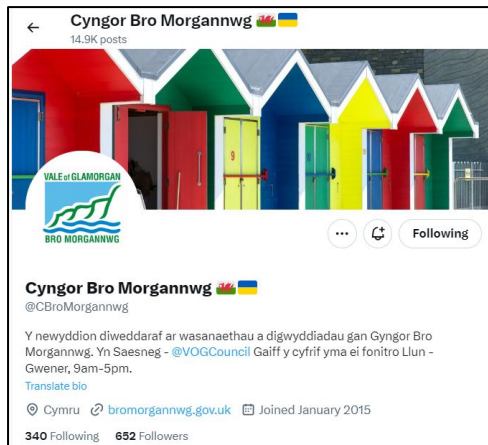 Cyngor Bro Morgannwg 🏴󠁧󠁢󠁷󠁬󠁳󠁿🇺🇦
14.9K posts
9
VALE of GLAMORGAN
BRO MORGANNWG
Following
Cyngor Bro Morgannwg 🏴󠁧󠁢󠁷󠁬󠁳󠁿🇺🇦
@CBroMorgannwg
Y newyddion diweddaraf ar wasanaethau a digwyddiadau gan Gyngor Bro
Morgannwg. Yn Saesneg - @VOGCouncil Gaiff y cyfrif yma ei fonitro Llun -
Gwener, 9am-5pm.
Translate bio
Cymru bromorgannwg.gov.uk Joined January 2015
340 Following 652 Followers